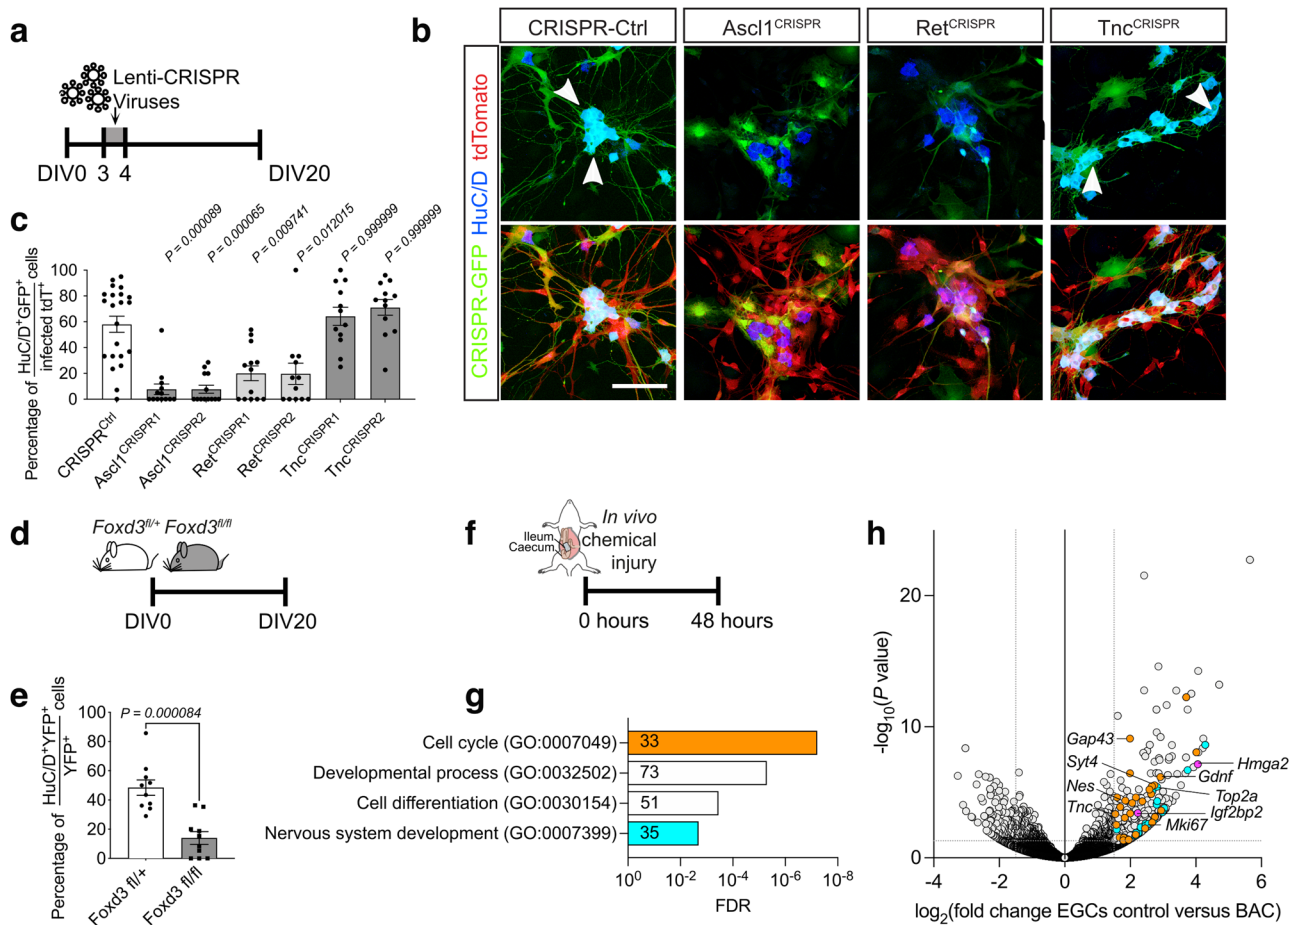 a
Lenti-CRISPR
Viruses
DIV0 3 4 DIV20
b
CRISPR-Ctrl
Ascl1CRISPR
RetCRISPR
TncCRISPR
CRISPR-GFP HuC/D tdTomato
c
P = 0.000089
P = 0.000065
P = 0.009741
P = 0.012015
P = 0.999999
P = 0.999999
Percentage of HuC/D+GFP+ cells
infected tdT+
100
80
60
40
20
0
CRISPRCtrl
Ascl1CRISPR1
Ascl1CRISPR2
RetCRISPR1
RetCRISPR2
TncCRISPR1
TncCRISPR2
d
Foxd3fl/+ Foxd3fl/fl
DIV0 DIV20
e
P = 0.000084
Percentage of HuC/D+YFP+ cells
YFP+
100
80
60
40
20
0
Foxd3 fl/+
Foxd3 fl/fl
f
In vivo
chemical
injury
Ileum
Caecum
0 hours 48 hours
g
Cell cycle (GO:0007049) 33
Developmental process (GO:0032502) 73
Cell differentiation (GO:0030154) 51
Nervous system development (GO:0007399) 35
10^0 10^-2 10^-4 10^-6 10^-8
FDR
h
-log10(P value)
20
10
0
Gap43
Syt4
Nes
Tnc
Hmga2
Gdnf
Top2a
Igf2bp2
Mki67
-4 -2 0 2 4 6
log2(fold change EGCs control versus BAC)